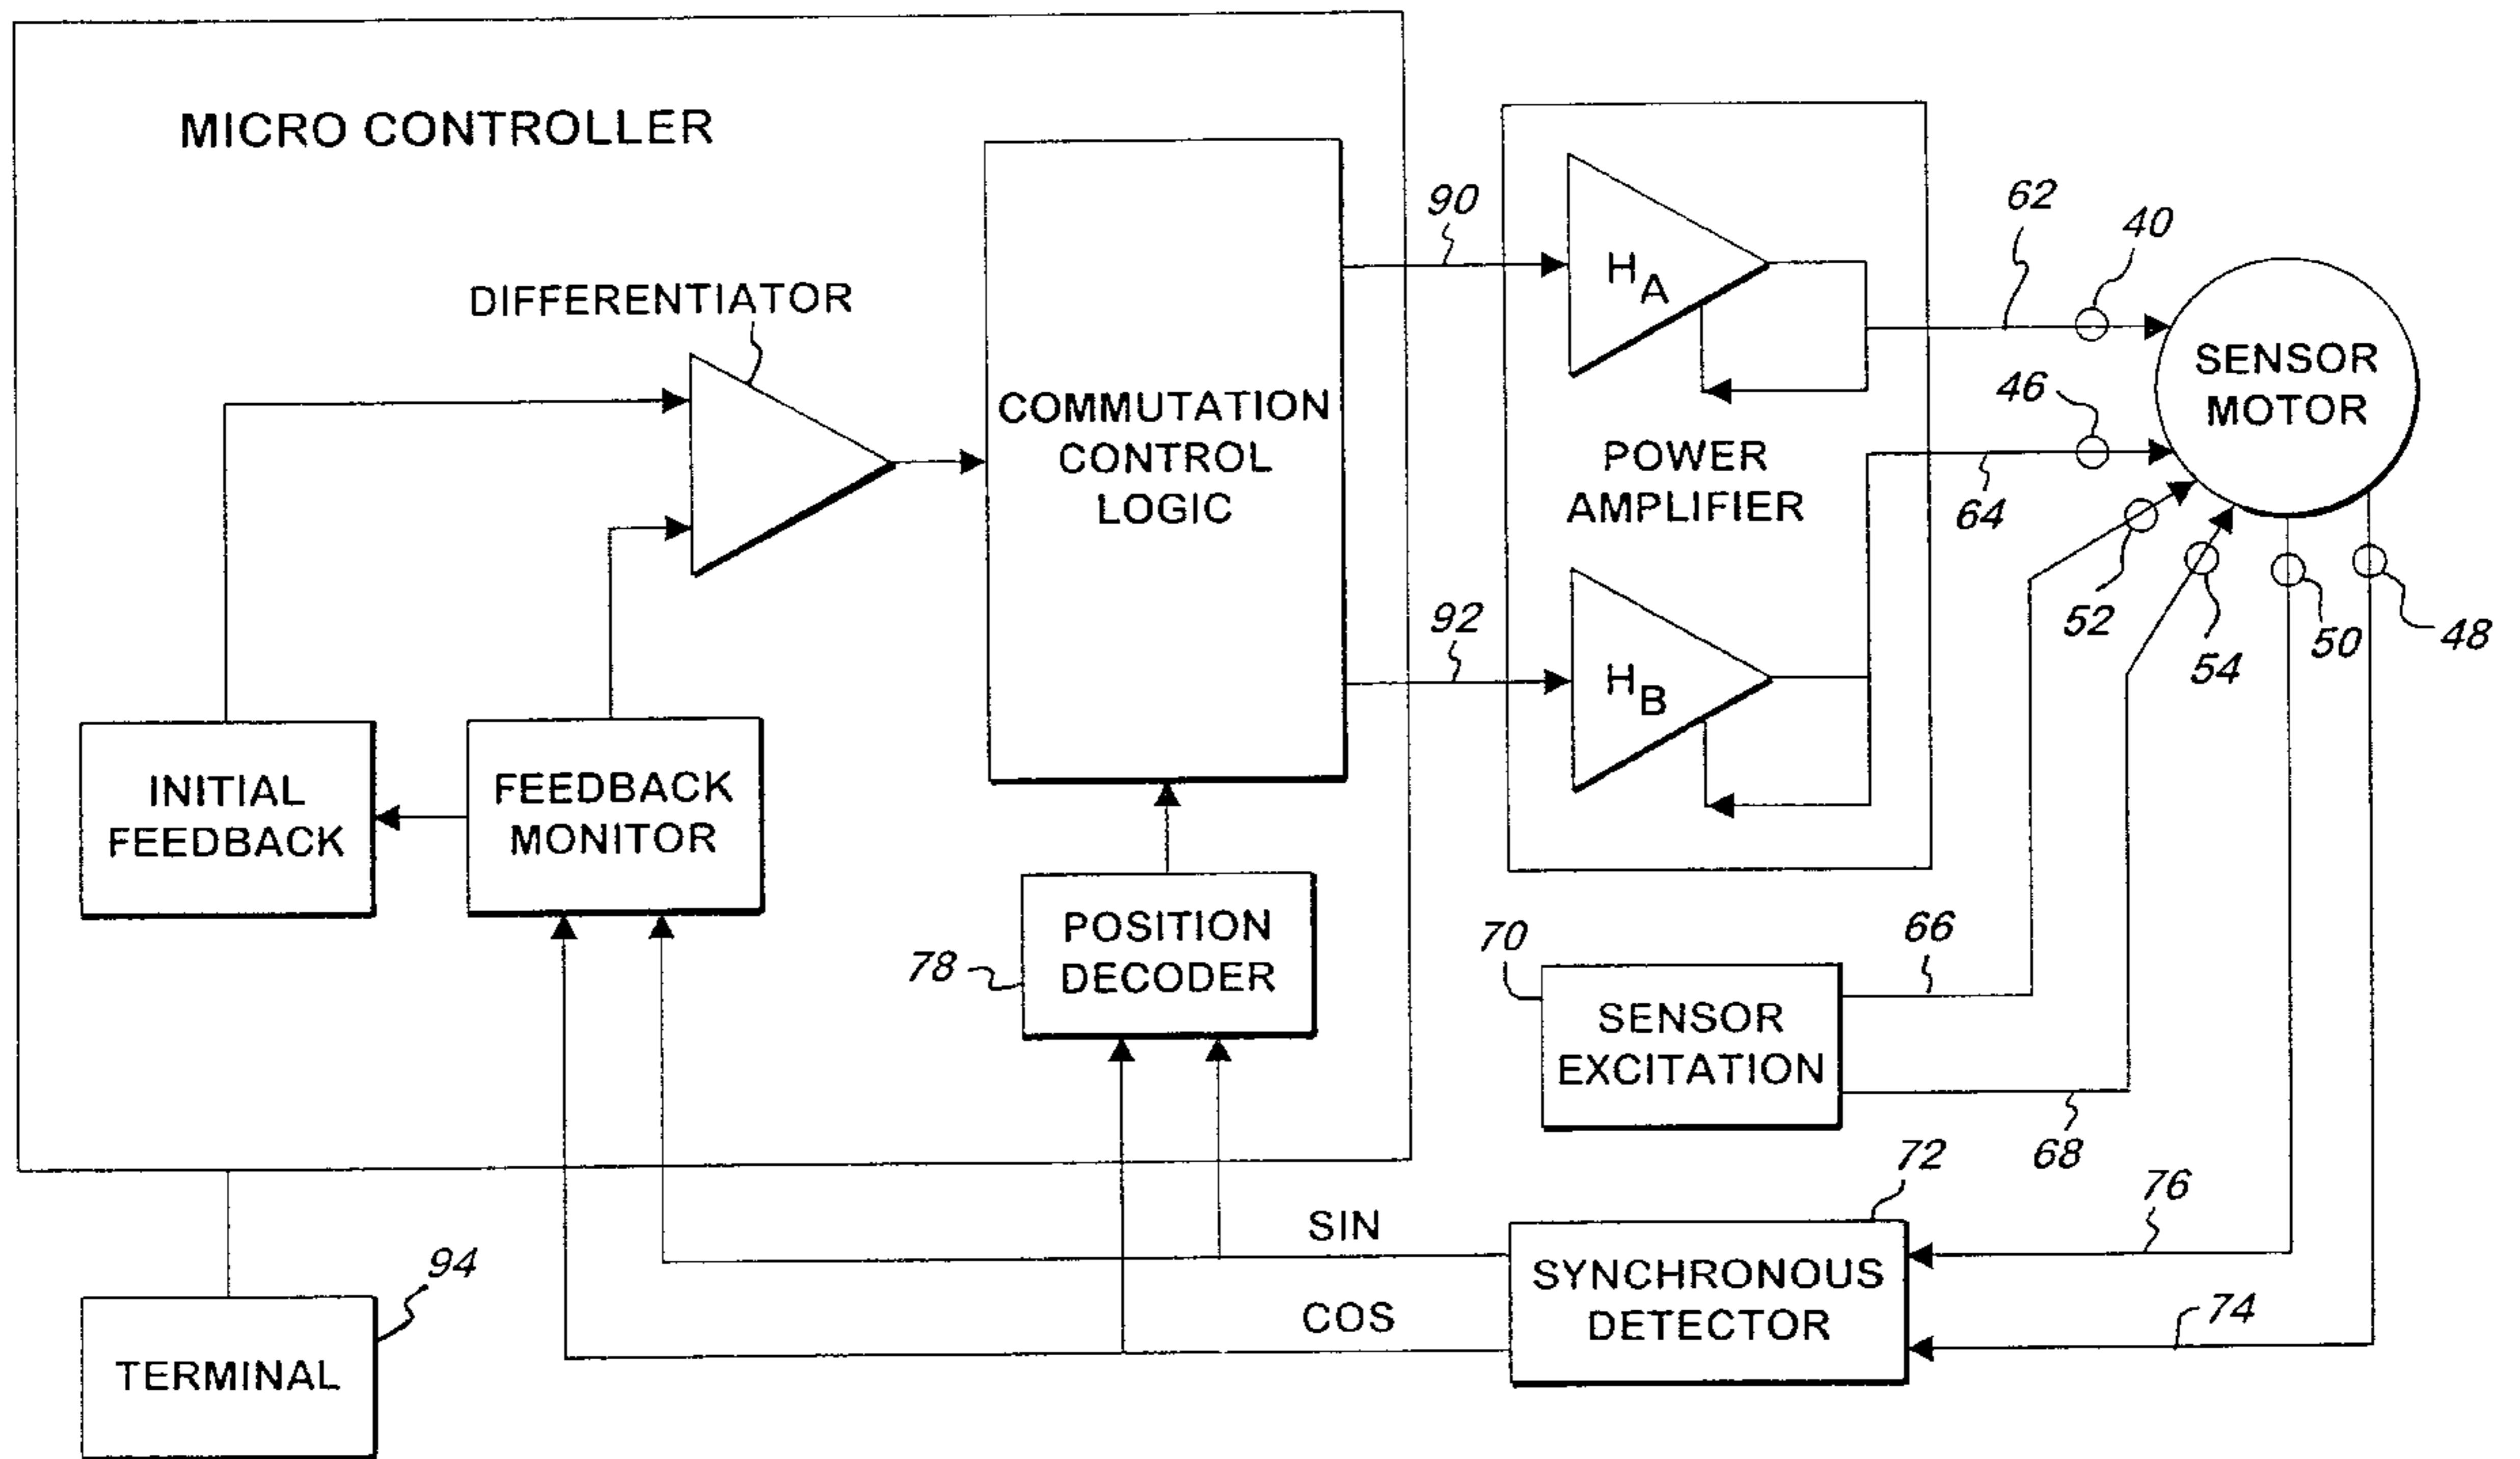 MICRO CONTROLLER
DIFFERENTIATOR
COMMUTATION
CONTROL
LOGIC
90
92
H A
POWER
AMPLIFIER
H B
62
40
46
64
SENSOR
MOTOR
52
54
50
48
INITIAL
FEEDBACK
FEEDBACK
MONITOR
78
POSITION
DECODER
70
SENSOR
EXCITATION
66
68
72
76
74
SIN
COS
SYNCHRONOUS
DETECTOR
94
TERMINAL